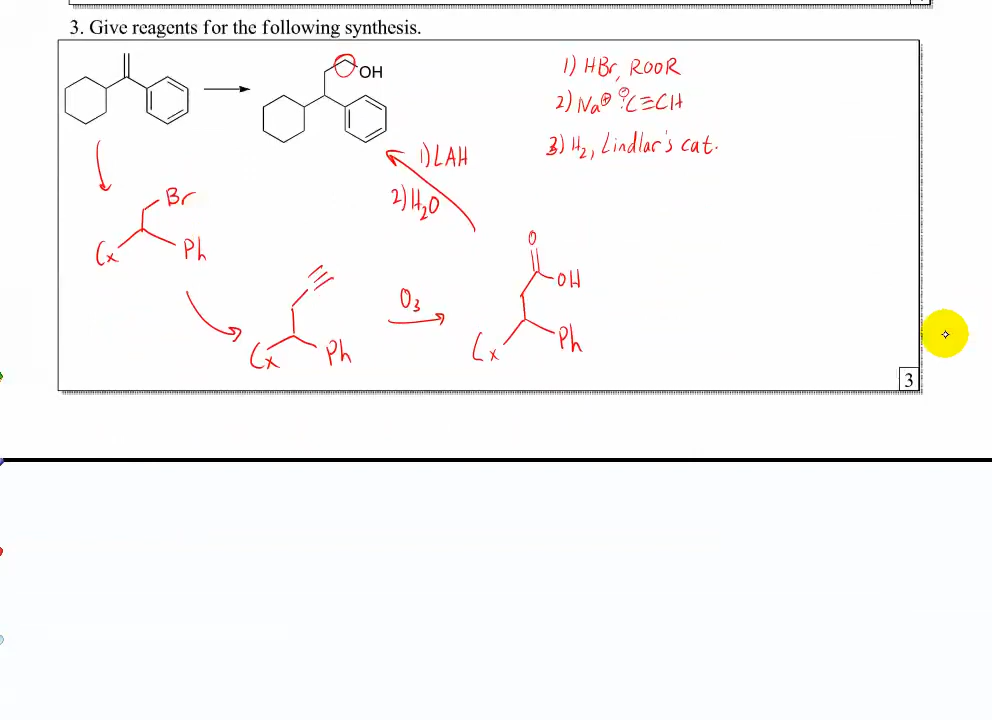 3. Give reagents for the following synthesis.
OH
1) HBr, ROOR
2) Na⊕ ⊖:C≡CH
3) H2, Lindlar's cat.
1) LAH
2) H2O
Br
Cx
Ph
O3
Cx
Ph
O
OH
Cx
Ph
3